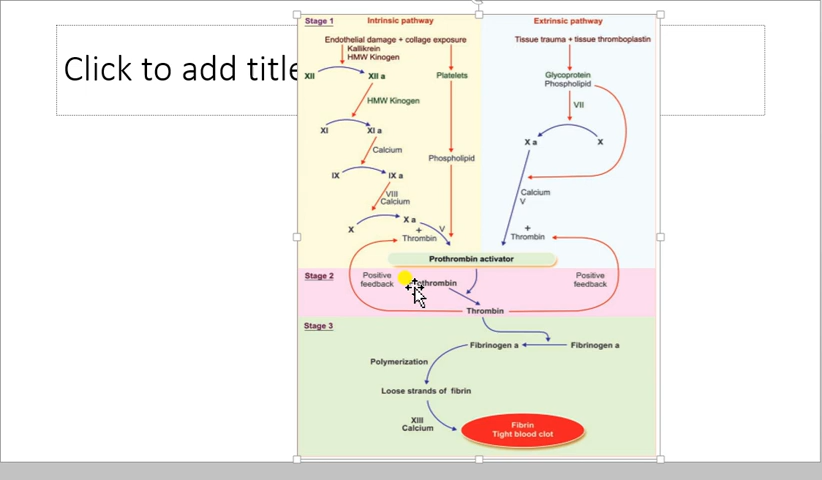 Click to add title
Stage 1
Intrinsic pathway
Extrinsic pathway
Endothelial damage + collage exposure
Kallikrein
HMW Kinogen
Tissue trauma + tissue thromboplastin
XII
XII a
Platelets
Glycoprotein
Phospholipid
HMW Kinogen
VII
XI
XI a
X a
X
Calcium
Phospholipid
IX
IX a
VIII
Calcium
Calcium
V
X
X a
+
Thrombin
V
+
Thrombin
Prothrombin activator
Stage 2
Positive
feedback
Positive
feedback
Thrombin
Stage 3
Fibrinogen a
Fibrinogen a
Polymerization
Loose strands of fibrin
XIII
Calcium
Fibrin
Tight blood clot